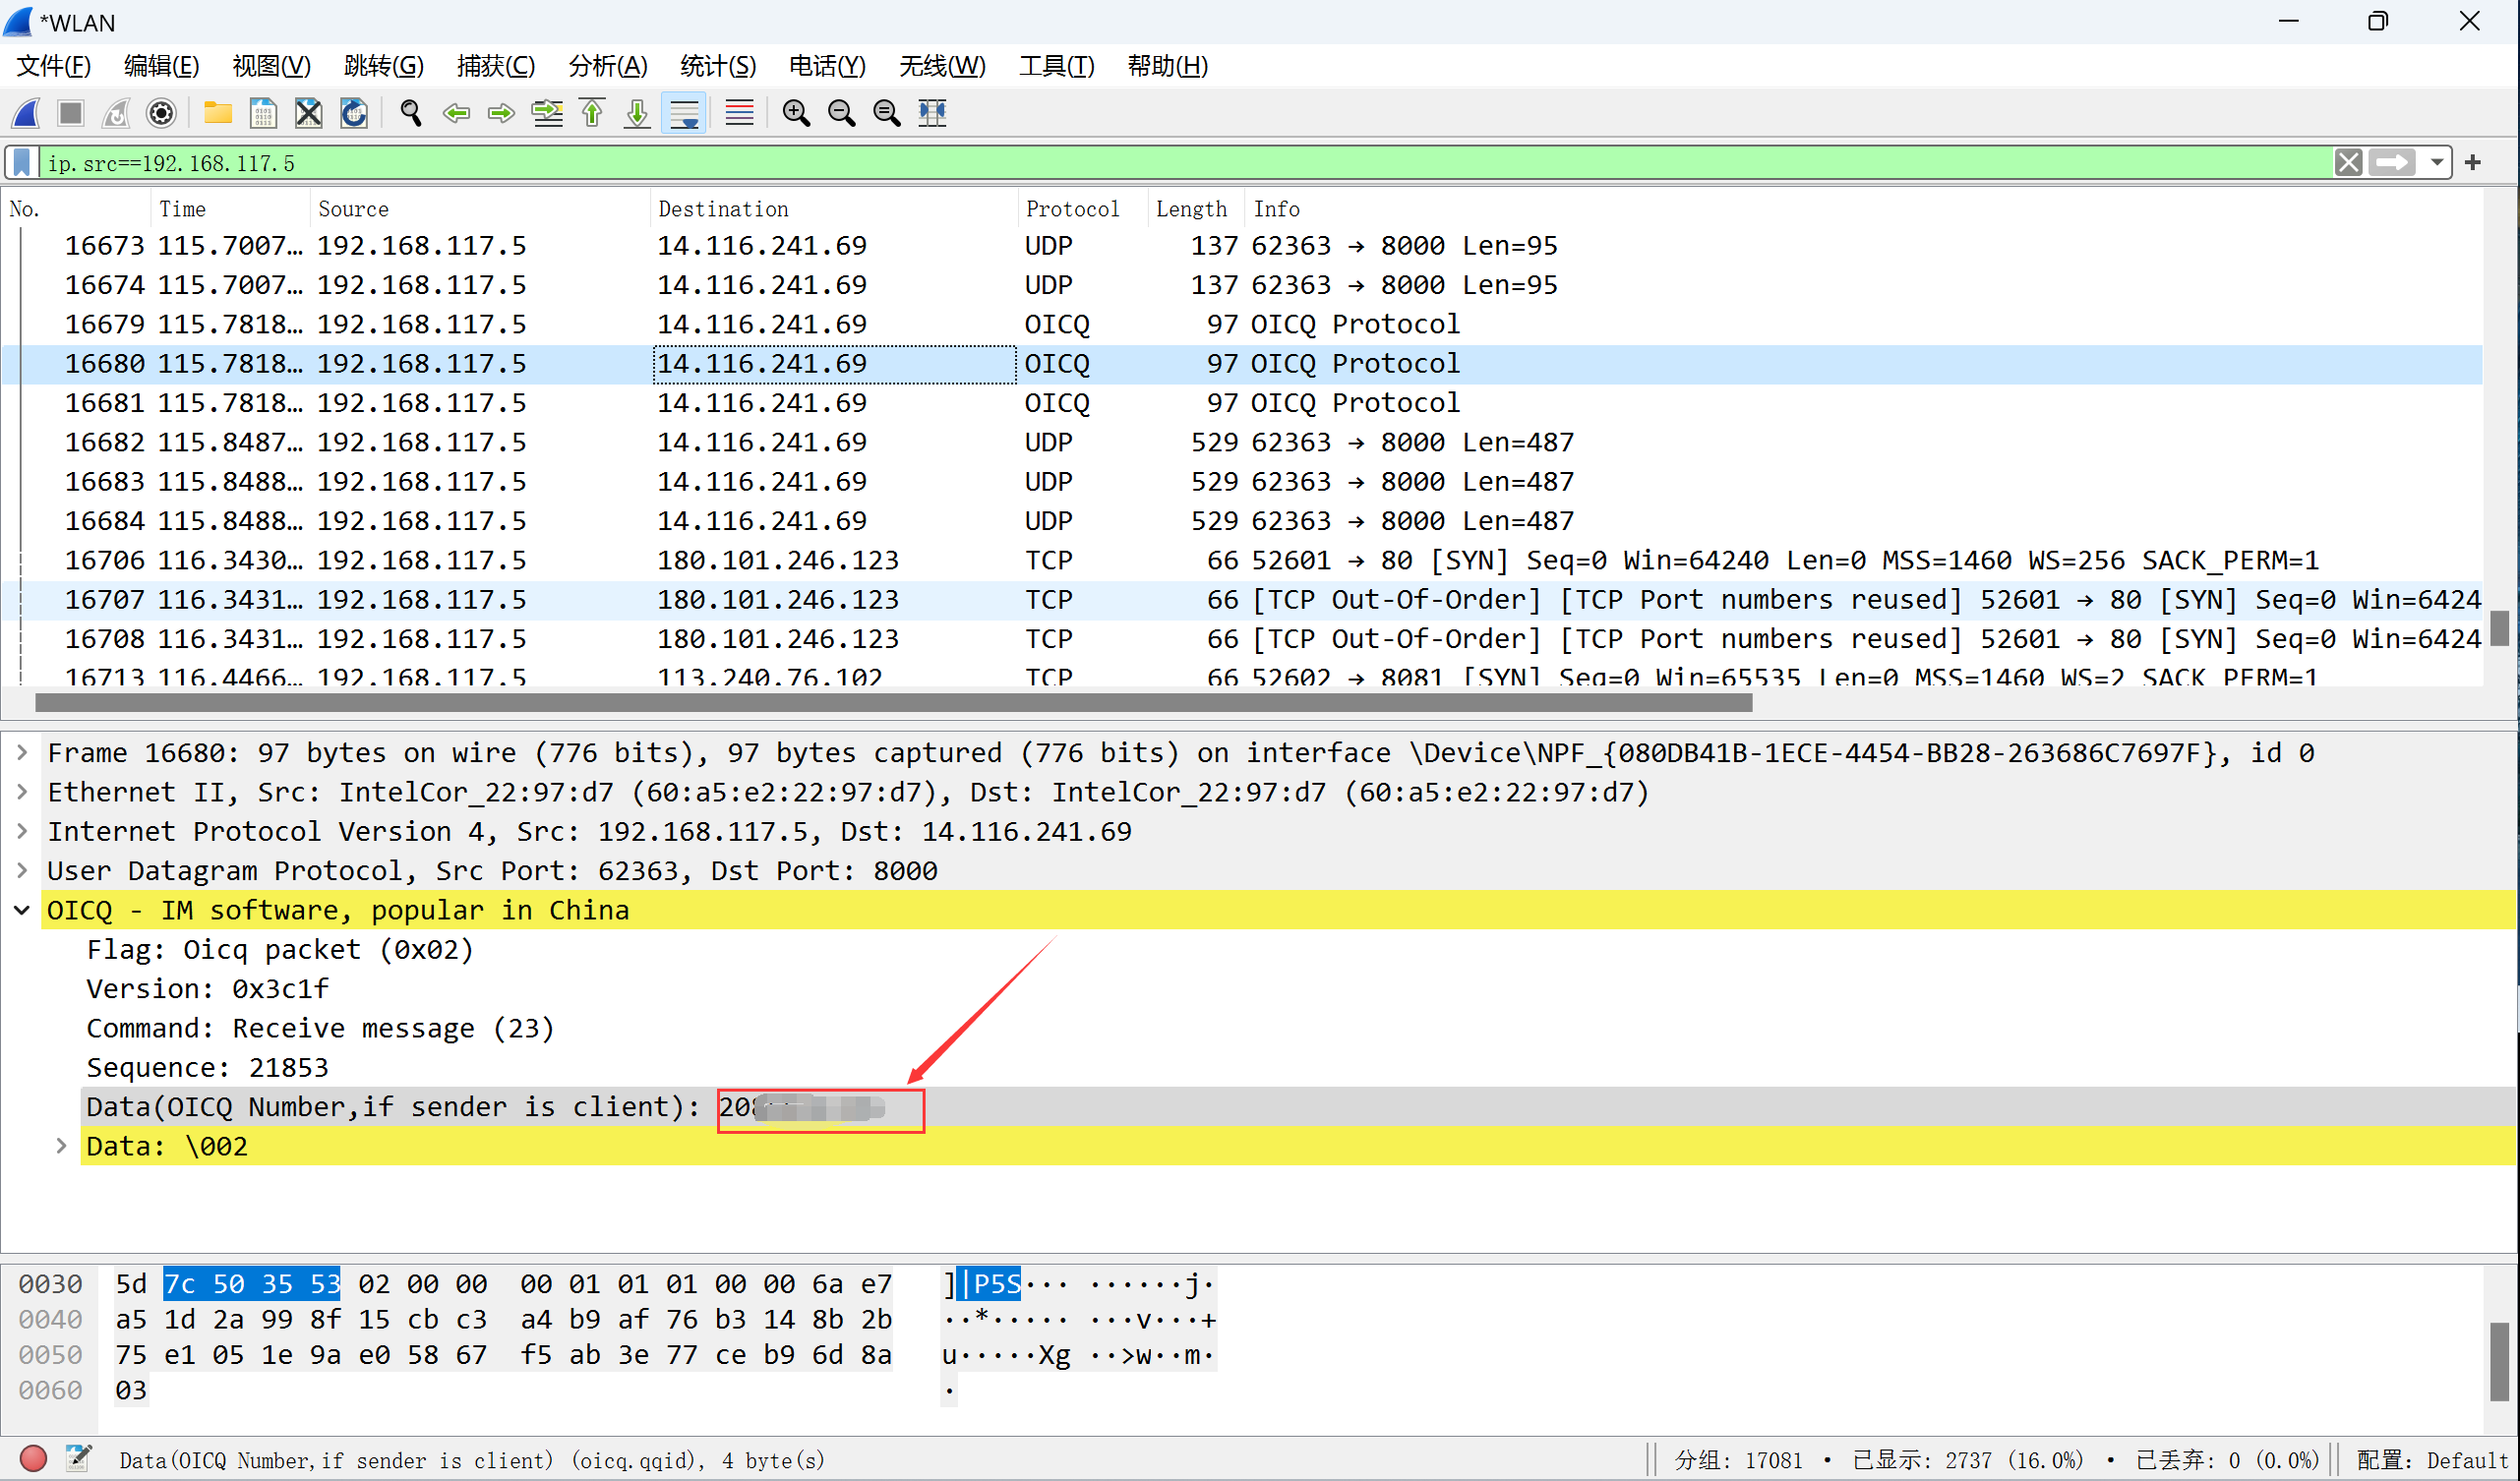 *WLAN
文件(F) 编辑(E) 视图(V) 跳转(G) 捕获(C) 分析(A) 统计(S) 电话(Y) 无线(W) 工具(T) 帮助(H)
ip.src==192.168.117.5
No. Time Source Destination Protocol Length Info
16673 115.7007… 192.168.117.5 14.116.241.69 UDP 137 62363 → 8000 Len=95
16674 115.7007… 192.168.117.5 14.116.241.69 UDP 137 62363 → 8000 Len=95
16679 115.7818… 192.168.117.5 14.116.241.69 OICQ 97 OICQ Protocol
16680 115.7818… 192.168.117.5 14.116.241.69 OICQ 97 OICQ Protocol
16681 115.7818… 192.168.117.5 14.116.241.69 OICQ 97 OICQ Protocol
16682 115.8487… 192.168.117.5 14.116.241.69 UDP 529 62363 → 8000 Len=487
16683 115.8488… 192.168.117.5 14.116.241.69 UDP 529 62363 → 8000 Len=487
16684 115.8488… 192.168.117.5 14.116.241.69 UDP 529 62363 → 8000 Len=487
16706 116.3430… 192.168.117.5 180.101.246.123 TCP 66 52601 → 80 [SYN] Seq=0 Win=64240 Len=0 MSS=1460 WS=256 SACK_PERM=1
16707 116.3431… 192.168.117.5 180.101.246.123 TCP 66 [TCP Out-Of-Order] [TCP Port numbers reused] 52601 → 80 [SYN] Seq=0 Win=6424
16708 116.3431… 192.168.117.5 180.101.246.123 TCP 66 [TCP Out-Of-Order] [TCP Port numbers reused] 52601 → 80 [SYN] Seq=0 Win=6424
16713 116.4466… 192.168.117.5 113.240.76.102 TCP 66 52602 → 8081 [SYN] Seq=0 Win=65535 Len=0 MSS=1460 WS=2 SACK_PERM=1
Frame 16680: 97 bytes on wire (776 bits), 97 bytes captured (776 bits) on interface \Device\NPF_{080DB41B-1ECE-4454-BB28-263686C7697F}, id 0
Ethernet II, Src: IntelCor_22:97:d7 (60:a5:e2:22:97:d7), Dst: IntelCor_22:97:d7 (60:a5:e2:22:97:d7)
Internet Protocol Version 4, Src: 192.168.117.5, Dst: 14.116.241.69
User Datagram Protocol, Src Port: 62363, Dst Port: 8000
OICQ - IM software, popular in China
Flag: Oicq packet (0x02)
Version: 0x3c1f
Command: Receive message (23)
Sequence: 21853
Data(OICQ Number,if sender is client): 208
Data: \002
0030 5d 7c 50 35 53 02 00 00 00 01 01 01 00 00 6a e7 ]|P5S··· ······j·
0040 a5 1d 2a 99 8f 15 cb c3 a4 b9 af 76 b3 14 8b 2b ··*····· ···v···+
0050 75 e1 05 1e 9a e0 58 67 f5 ab 3e 77 ce b9 6d 8a u·····Xg ··>w··m·
0060 03 ·
Data(OICQ Number,if sender is client) (oicq.qqid), 4 byte(s) 分组: 17081 · 已显示: 2737 (16.0%) · 已丢弃: 0 (0.0%) 配置: Default